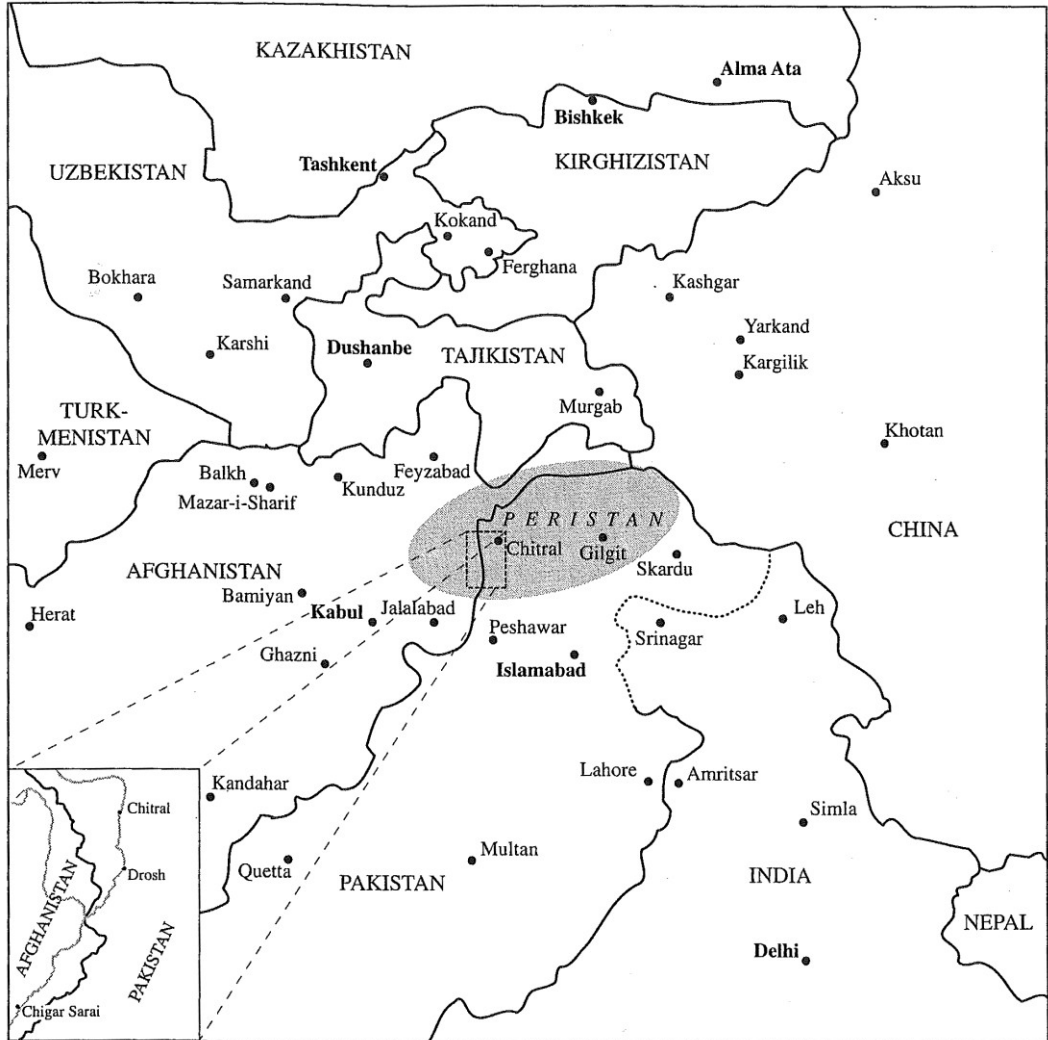 KAZAKHSTAN
Alma Ata
Bishkek
UZBEKISTAN
Tashkent
KIRGHIZISTAN
Aksu
Kokand
Ferghana
Bokhara
Samarkand
Kashgar
Karshi
Dushanbe
TAJIKISTAN
Yarkand
Kargilik
Murgab
TURK-
MENISTAN
Merv
Khotan
Balkh
Mazar-i-Sharif
Kunduz
Feyzabad
PERISTAN
Chitral
Gilgit
Skardu
CHINA
AFGHANISTAN
Bamiyan
Herat
Kabul
Jalalabad
Ghazni
Peshawar
Islamabad
Srinagar
Leh
Kandahar
Lahore
Amritsar
Simla
Quetta
Multan
PAKISTAN
INDIA
NEPAL
Delhi
Chitral
Drosh
AFGHANISTAN
PAKISTAN
Chigar Sarai